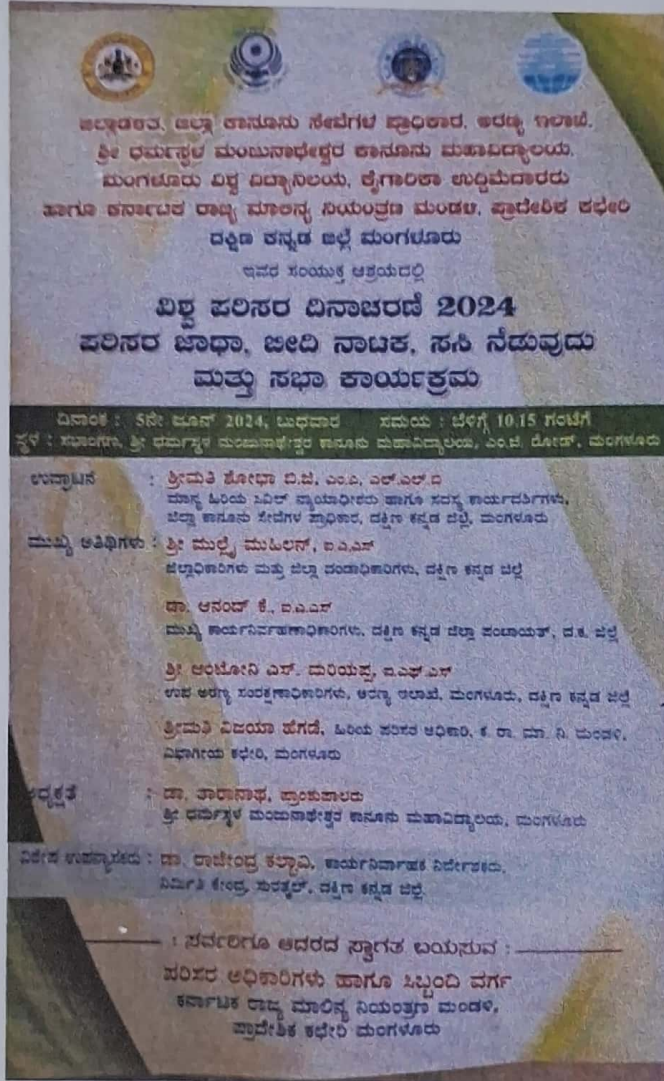 ಜಿಲ್ಲಾಡಳಿತ, ಜಿಲ್ಲಾ ಕಾನೂನು ಸೇವೆಗಳ ಪ್ರಾಧಿಕಾರ, ಅರಣ್ಯ ಇಲಾಖೆ,
ಶ್ರೀ ಧರ್ಮಸ್ಥಳ ಮಂಜುನಾಥೇಶ್ವರ ಕಾನೂನು ಮಹಾವಿದ್ಯಾಲಯ,
ಮಂಗಳೂರು ವಿಶ್ವ ವಿದ್ಯಾನಿಲಯ, ಕೈಗಾರಿಕಾ ಉದ್ದಿಮೆದಾರರು
ಹಾಗೂ ಕರ್ನಾಟಕ ರಾಜ್ಯ ಮಾಲಿನ್ಯ ನಿಯಂತ್ರಣ ಮಂಡಳಿ, ಪ್ರಾದೇಶಿಕ ಕಛೇರಿ
ದಕ್ಷಿಣ ಕನ್ನಡ ಜಿಲ್ಲೆ ಮಂಗಳೂರು
ಇವರ ಸಂಯುಕ್ತ ಆಶ್ರಯದಲ್ಲಿ
ವಿಶ್ವ ಪರಿಸರ ದಿನಾಚರಣೆ 2024
ಪರಿಸರ ಜಾಥಾ, ಬೀದಿ ನಾಟಕ, ಸಸಿ ನೆಡುವುದು
ಮತ್ತು ಸಭಾ ಕಾರ್ಯಕ್ರಮ
ದಿನಾಂಕ : 5ನೇ ಜೂನ್ 2024, ಬುಧವಾರ ಸಮಯ : ಬೆಳಿಗ್ಗೆ 10.15 ಗಂಟೆಗೆ
ಸ್ಥಳ : ಸಭಾಂಗಣ, ಶ್ರೀ ಧರ್ಮಸ್ಥಳ ಮಂಜುನಾಥೇಶ್ವರ ಕಾನೂನು ಮಹಾವಿದ್ಯಾಲಯ, ಎಂ.ಜಿ. ರೋಡ್, ಮಂಗಳೂರು
ಉದ್ಘಾಟನೆ : ಶ್ರೀಮತಿ ಶೋಭಾ ಬಿ.ಜಿ, ಎಂ.ಎ, ಎಲ್.ಎಲ್.ಬಿ
ಮಾನ್ಯ ಹಿರಿಯ ಸಿವಿಲ್ ನ್ಯಾಯಾಧೀಶರು ಹಾಗೂ ಸದಸ್ಯ ಕಾರ್ಯದರ್ಶಿಗಳು,
ಜಿಲ್ಲಾ ಕಾನೂನು ಸೇವೆಗಳ ಪ್ರಾಧಿಕಾರ, ದಕ್ಷಿಣ ಕನ್ನಡ ಜಿಲ್ಲೆ, ಮಂಗಳೂರು
ಮುಖ್ಯ ಅತಿಥಿಗಳು : ಶ್ರೀ ಮುಲ್ಲೈ ಮುಹಿಲನ್, ಐ.ಎ.ಎಸ್
ಜಿಲ್ಲಾಧಿಕಾರಿಗಳು ಮತ್ತು ಜಿಲ್ಲಾ ದಂಡಾಧಿಕಾರಿಗಳು, ದಕ್ಷಿಣ ಕನ್ನಡ ಜಿಲ್ಲೆ
ಡಾ. ಆನಂದ್ ಕೆ., ಐ.ಎ.ಎಸ್
ಮುಖ್ಯ ಕಾರ್ಯನಿರ್ವಹಣಾಧಿಕಾರಿಗಳು, ದಕ್ಷಿಣ ಕನ್ನಡ ಜಿಲ್ಲಾ ಪಂಚಾಯತ್, ದ.ಕ. ಜಿಲ್ಲೆ
ಶ್ರೀ ಆಂಟೋನಿ ಎಸ್. ಮರಿಯಪ್ಪ, ಐ.ಎಫ್.ಎಸ್
ಉಪ ಅರಣ್ಯ ಸಂರಕ್ಷಣಾಧಿಕಾರಿಗಳು, ಅರಣ್ಯ ಇಲಾಖೆ, ಮಂಗಳೂರು, ದಕ್ಷಿಣ ಕನ್ನಡ ಜಿಲ್ಲೆ
ಶ್ರೀಮತಿ ವಿಜಯಾ ಹೆಗಡೆ, ಹಿರಿಯ ಪರಿಸರ ಅಧಿಕಾರಿ, ಕ. ರಾ. ಮಾ. ನಿ. ಮಂಡಳಿ,
ವಿಭಾಗೀಯ ಕಛೇರಿ, ಮಂಗಳೂರು
ಅಧ್ಯಕ್ಷತೆ : ಡಾ. ತಾರಾನಾಥ, ಪ್ರಾಂಶುಪಾಲರು
ಶ್ರೀ ಧರ್ಮಸ್ಥಳ ಮಂಜುನಾಥೇಶ್ವರ ಕಾನೂನು ಮಹಾವಿದ್ಯಾಲಯ, ಮಂಗಳೂರು
ವಿಶೇಷ ಉಪನ್ಯಾಸಕರು : ಡಾ. ರಾಜೇಂದ್ರ ಕಲ್ಬಾವಿ, ಕಾರ್ಯನಿರ್ವಾಹಕ ನಿರ್ದೇಶಕರು,
ನಿರ್ಮಿತಿ ಕೇಂದ್ರ, ಸುರತ್ಕಲ್, ದಕ್ಷಿಣ ಕನ್ನಡ ಜಿಲ್ಲೆ
: ಸರ್ವರಿಗೂ ಆದರದ ಸ್ವಾಗತ ಬಯಸುವ :
ಪರಿಸರ ಅಧಿಕಾರಿಗಳು ಹಾಗೂ ಸಿಬ್ಬಂದಿ ವರ್ಗ
ಕರ್ನಾಟಕ ರಾಜ್ಯ ಮಾಲಿನ್ಯ ನಿಯಂತ್ರಣ ಮಂಡಳಿ,
ಪ್ರಾದೇಶಿಕ ಕಛೇರಿ ಮಂಗಳೂರು